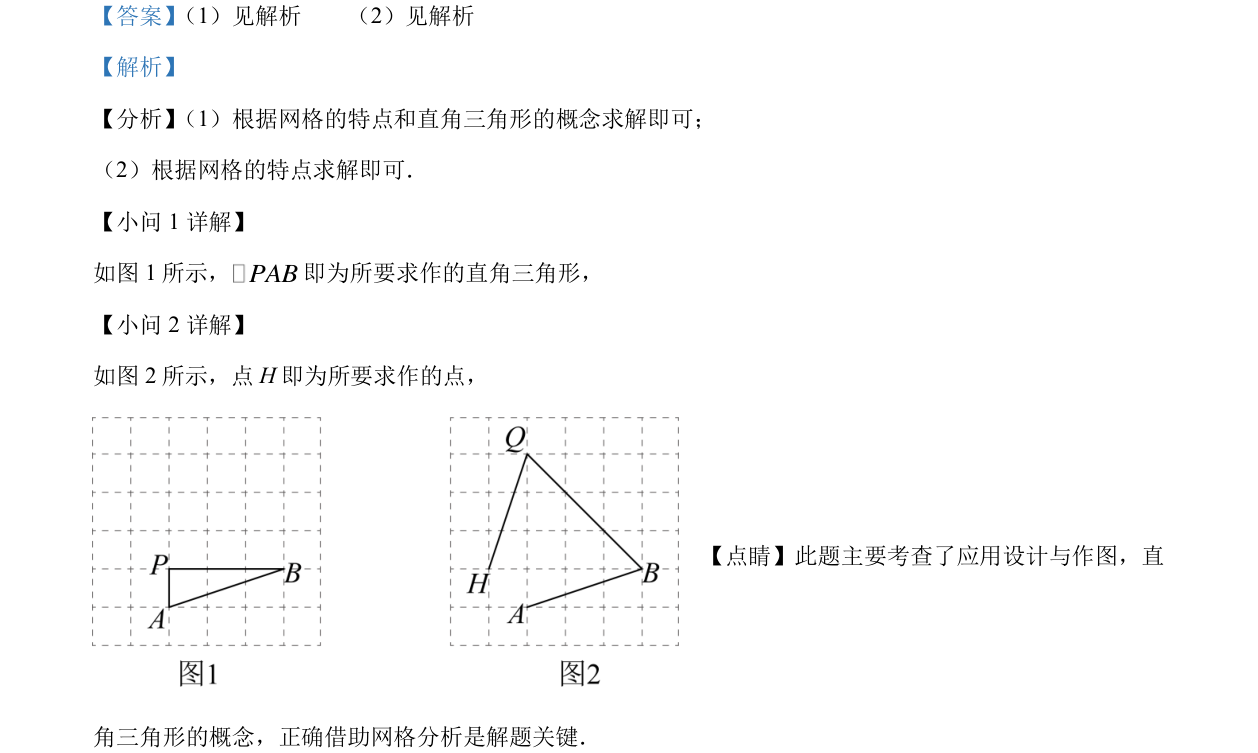 【答案】（1）见解析 （2）见解析
【解析】
【分析】（1）根据网格的特点和直角三角形的概念求解即可；
（2）根据网格的特点求解即可．
【小问 1 详解】
如图 1 所示，□PAB 即为所要求作的直角三角形，
【小问 2 详解】
如图 2 所示，点 H 即为所要求作的点，
P
B
A
图1
Q
H
B
A
图2
【点睛】此题主要考查了应用设计与作图，直
角三角形的概念，正确借助网格分析是解题关键．